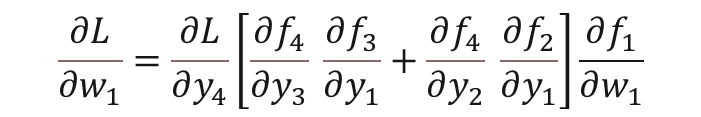 ∂L/∂w₁ = ∂L/∂y₄ [∂f₄/∂y₃ ∂f₃/∂y₁ + ∂f₄/∂y₂ ∂f₂/∂y₁] ∂f₁/∂w₁